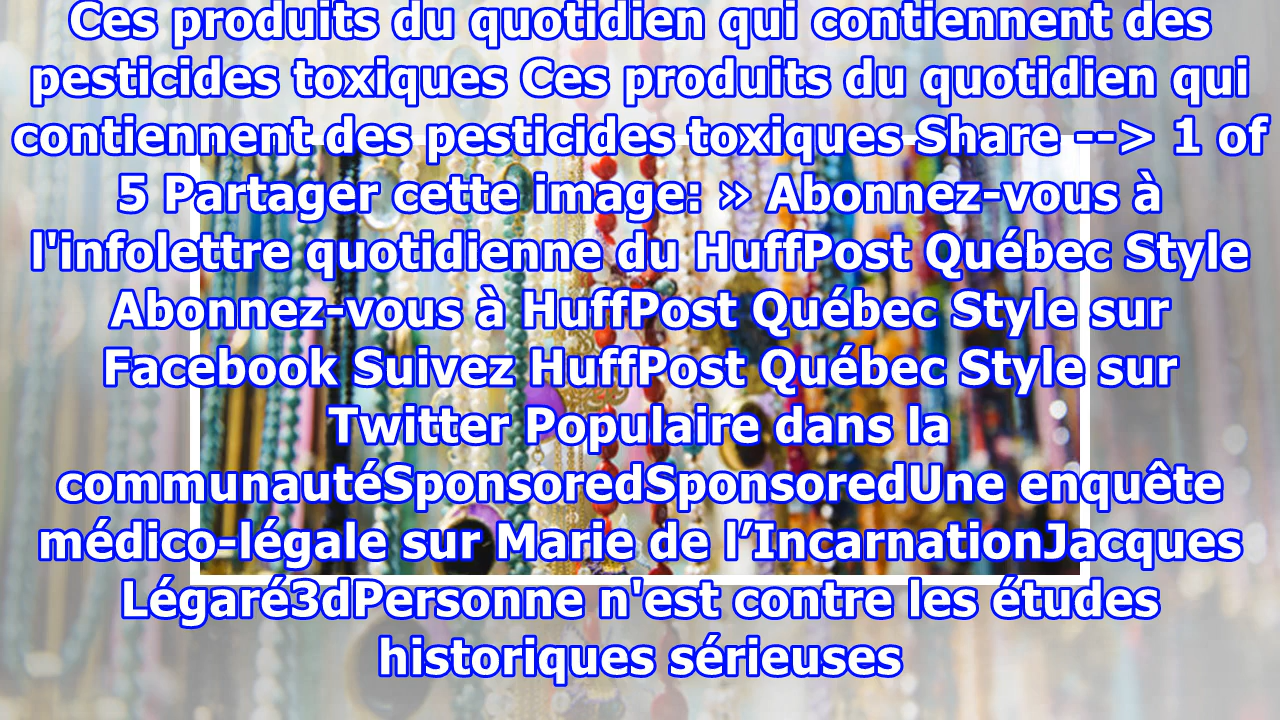 Ces produits du quotidien qui contiennent des
pesticides toxiques Ces produits du quotidien qui
contiennent des pesticides toxiques Share --> 1 of
5 Partager cette image: » Abonnez-vous à
l'infolettre quotidienne du HuffPost Québec Style
Abonnez-vous à HuffPost Québec Style sur
Facebook Suivez HuffPost Québec Style sur
Twitter Populaire dans la
communautéSponsoredSponsoredUne enquête
médico-légale sur Marie de l’IncarnationJacques
Légaré3dPersonne n'est contre les études
historiques sérieuses